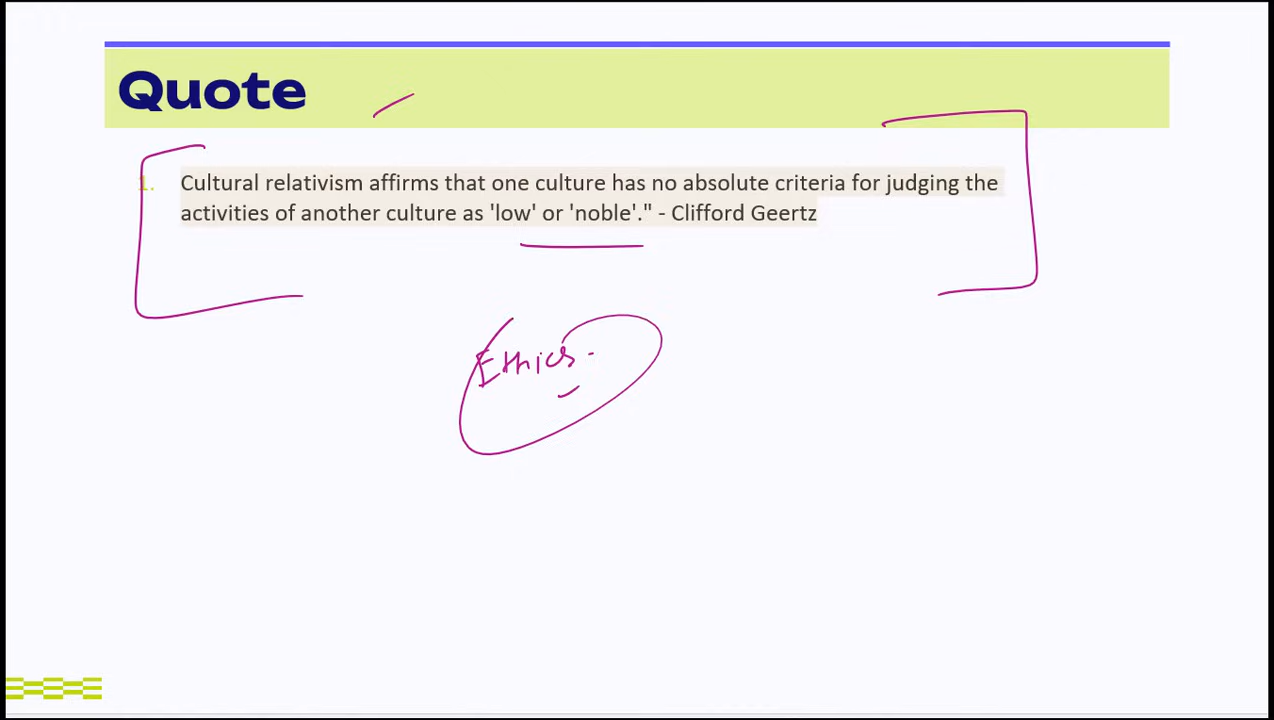 Quote
1. Cultural relativism affirms that one culture has no absolute criteria for judging the
activities of another culture as 'low' or 'noble'." - Clifford Geertz
Ethics